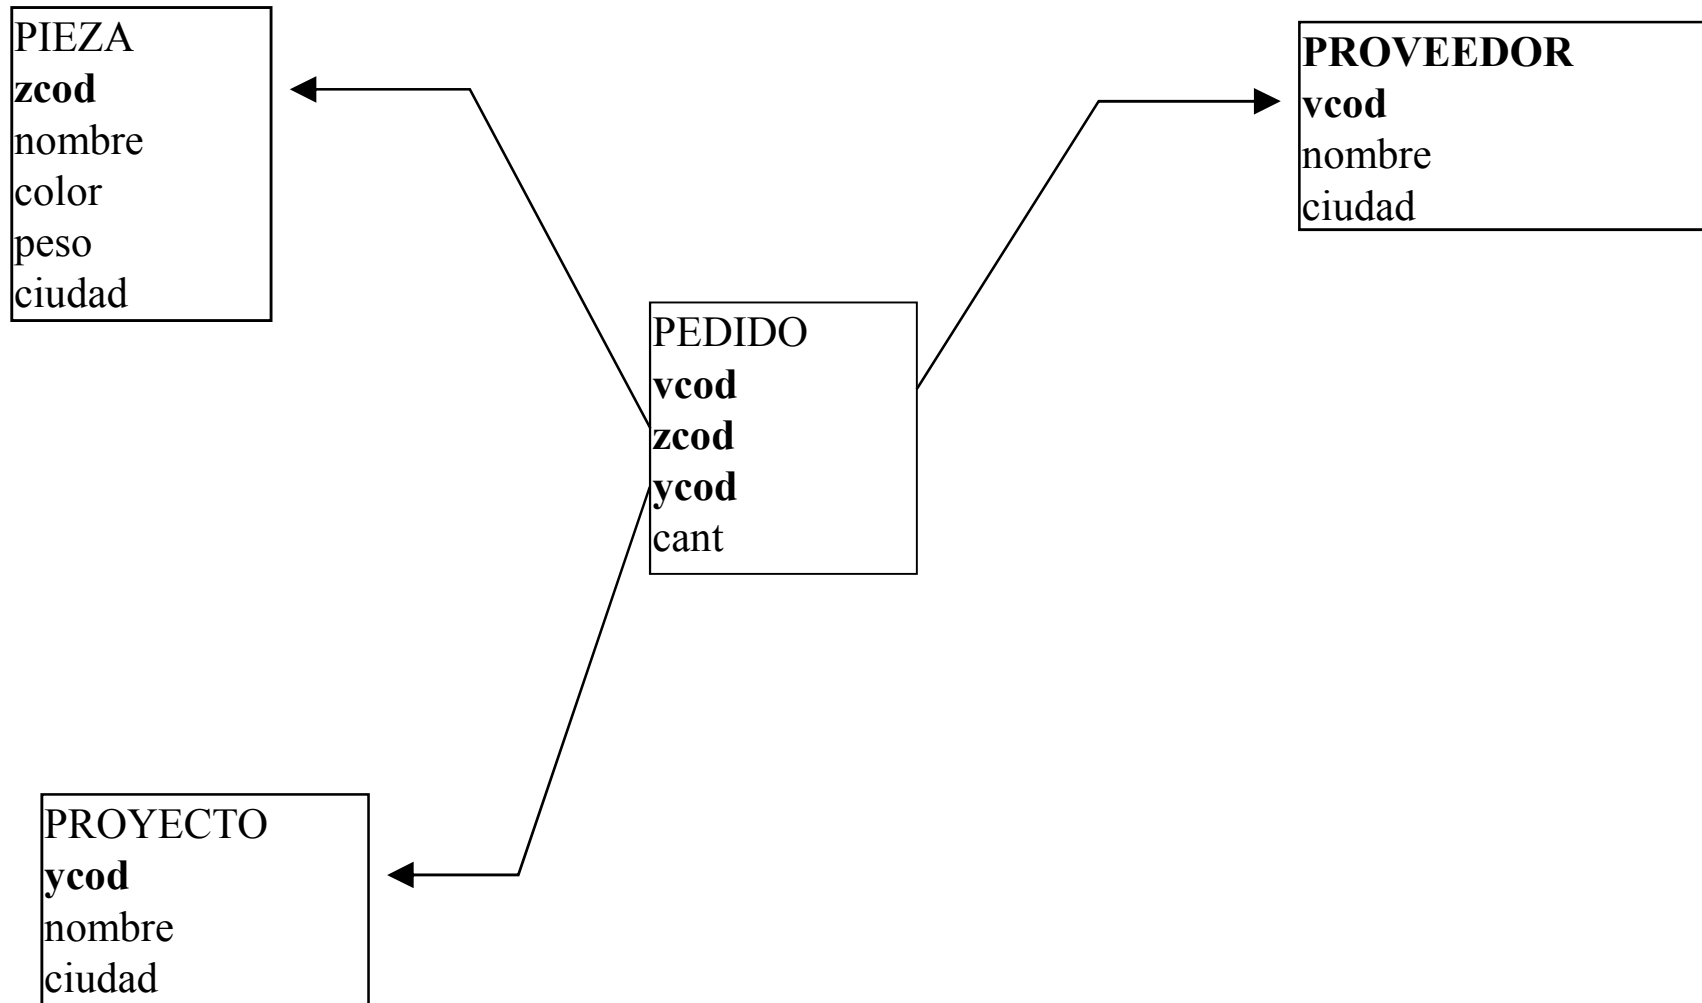 PIEZA
zcod
nombre
color
peso
ciudad
PROVEEDOR
vcod
nombre
ciudad
PEDIDO
vcod
zcod
ycod
cant
PROYECTO
ycod
nombre
ciudad